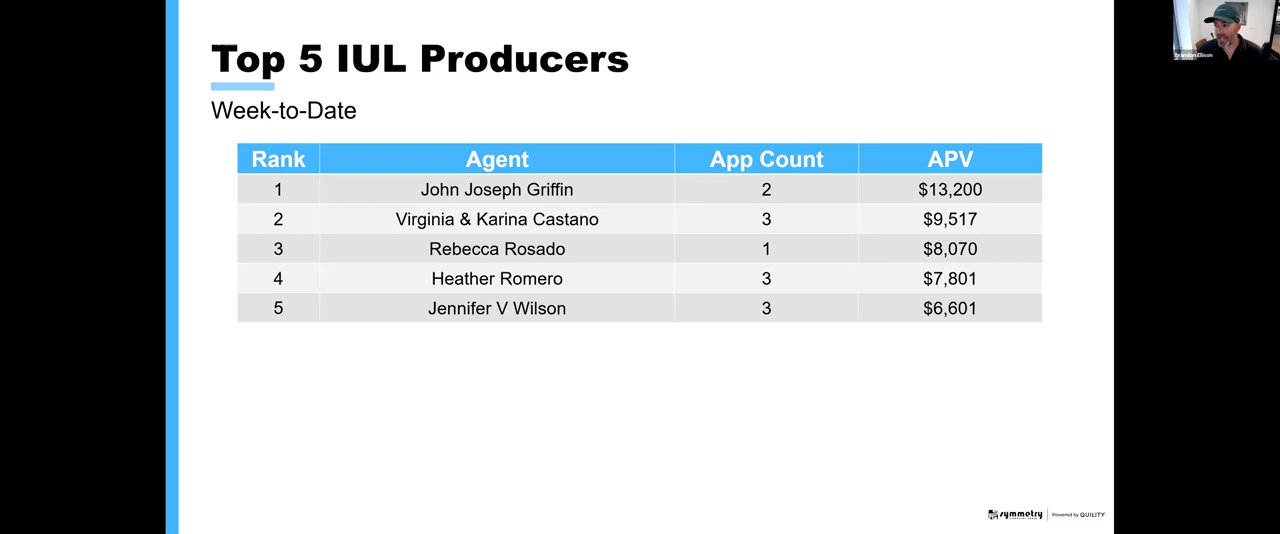 Top 5 IUL Producers
Week-to-Date
Rank Agent App Count APV
1 John Joseph Griffin 2 $13,200
2 Virginia & Karina Castano 3 $9,517
3 Rebecca Rosado 1 $8,070
4 Heather Romero 3 $7,801
5 Jennifer V Wilson 3 $6,601
symmetry Powered by QUILITY
Brandon Ellison